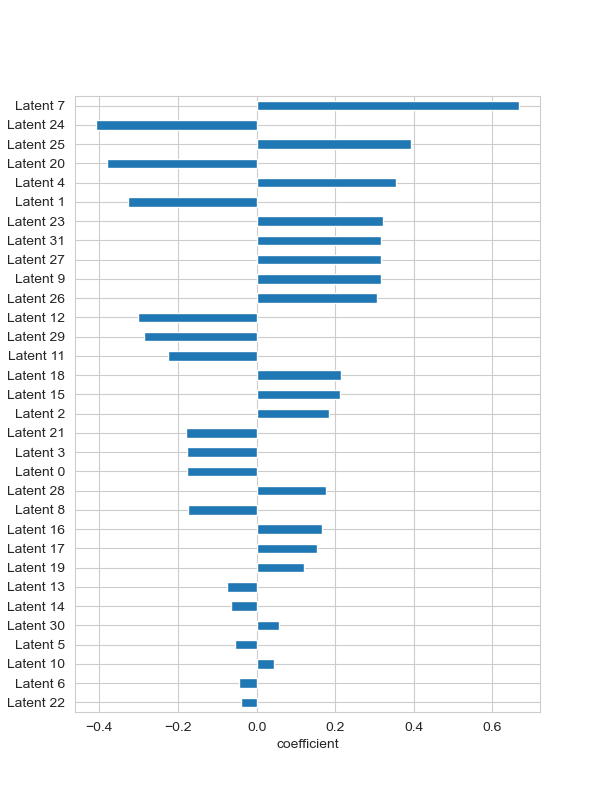 Latent 7
Latent 24
Latent 25
Latent 20
Latent 4
Latent 1
Latent 23
Latent 31
Latent 27
Latent 9
Latent 26
Latent 12
Latent 29
Latent 11
Latent 18
Latent 15
Latent 2
Latent 21
Latent 3
Latent 0
Latent 28
Latent 8
Latent 16
Latent 17
Latent 19
Latent 13
Latent 14
Latent 30
Latent 5
Latent 10
Latent 6
Latent 22
−0.4 −0.2 0.0 0.2 0.4 0.6
coefficient